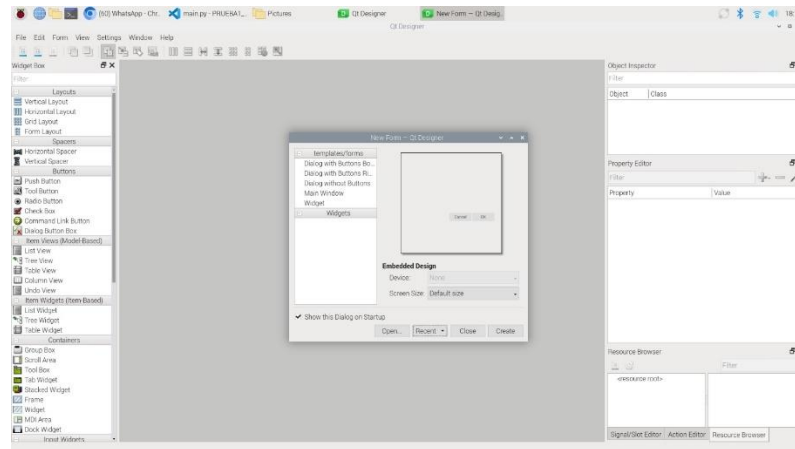 (60) WhatsApp - Chr.
main.py - PRUEBA1_...
Pictures
Qt Designer
New Form — Qt Desig..
18:
Qt Designer
File Edit Form View Settings Window Help
Widget Box
Filter
Layouts
Vertical Layout
Horizontal Layout
Grid Layout
Form Layout
Spacers
Horizontal Spacer
Vertical Spacer
Buttons
Push Button
Tool Button
Radio Button
Check Box
Command Link Button
Dialog Button Box
Item Views (Model-Based)
List View
Tree View
Table View
Column View
Undo View
Item Widgets (Item-Based)
List Widget
Tree Widget
Table Widget
Containers
Group Box
Scroll Area
Tool Box
Tab Widget
Stacked Widget
Frame
Widget
MDI Area
Dock Widget
Input Widgets
New Form — Qt Designer
templates/forms
Dialog with Buttons Bo...
Dialog with Buttons Ri...
Dialog without Buttons
Main Window
Widget
Widgets
Cancel OK
Embedded Design
Device: None
Screen Size: Default size
Show this Dialog on Startup
Open... Recent Close Create
Object Inspector
Filter
Object Class
Property Editor
Filter
Property Value
Resource Browser
Filter
<resource root>
Signal/Slot Editor Action Editor Resource Browser